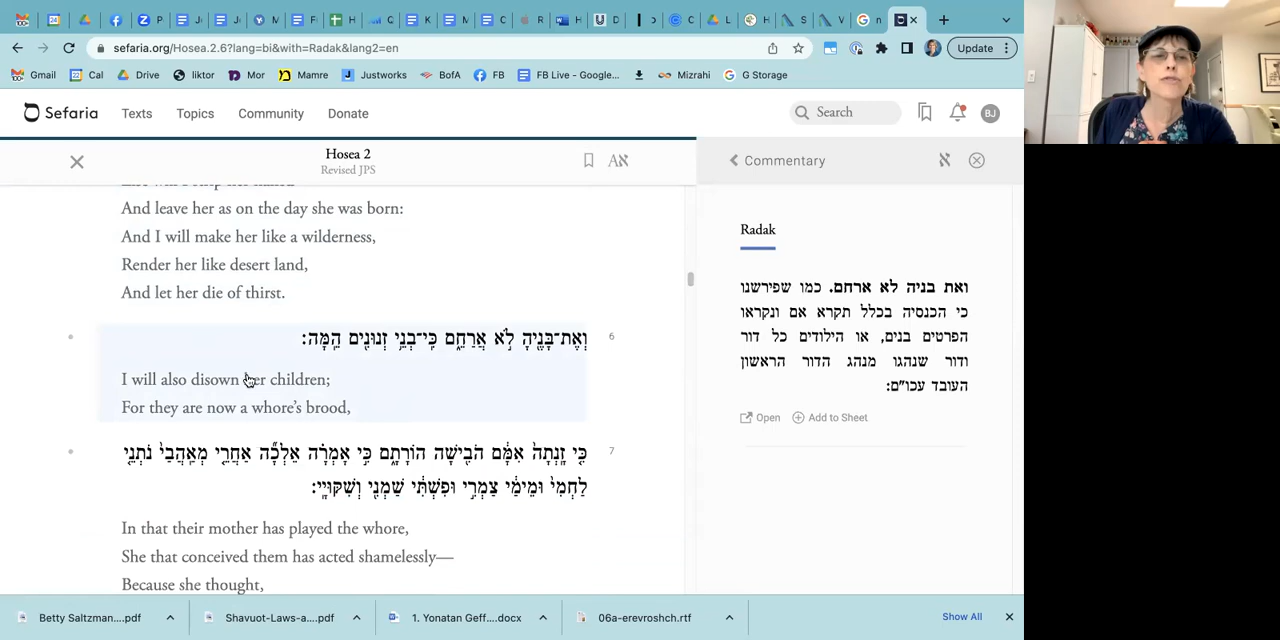 sefaria.org/Hosea.2.6?lang=bi&with=Radak&lang2=en
Update
Gmail Cal Drive liktor Mor Mamre Justworks BofA FB FB Live - Google... Mizrahi G Storage
Sefaria Texts Topics Community Donate Search BJ
Hosea 2
Revised JPS
Commentary
And leave her as on the day she was born:
And I will make her like a wilderness,
Render her like desert land,
And let her die of thirst.
6
וְאֶת־בָּנֶ֖יהָ לֹ֣א אֲרַחֵ֑ם כִּֽי־בְנֵ֥י זְנוּנִ֖ים הֵֽמָּה׃
I will also disown her children;
For they are now a whore’s brood,
7
כִּ֤י זָֽנְתָה֙ אִמָּ֔ם הֹבִ֖ישָׁה הֽוֹרָתָ֑ם כִּ֣י אָמְרָ֗ה אֵלְכָ֞ה אַחֲרֵ֤י מְאַהֲבַי֙ נֹתְנֵ֤י
לַחְמִי֙ וּמֵימַ֔י צַמְרִ֣י וּפִשְׁתִּ֔י שַׁמְנִ֖י וְשִׁקּוּיָֽי׃
In that their mother has played the whore,
She that conceived them has acted shamelessly—
Because she thought,
Radak
ואת בניה לא ארחם. כמו שפירשנו
כי הכנסיה בכלל תקרא אם ונקראו
הפרטים בנים, או הילודים כל דור
ודור שנהגו מנהג הדור הראשון
העובד עכו"ם:
Open Add to Sheet
Betty Saltzman....pdf Shavuot-Laws-a....pdf 1. Yonatan Geff....docx 06a-erevroshch.rtf Show All